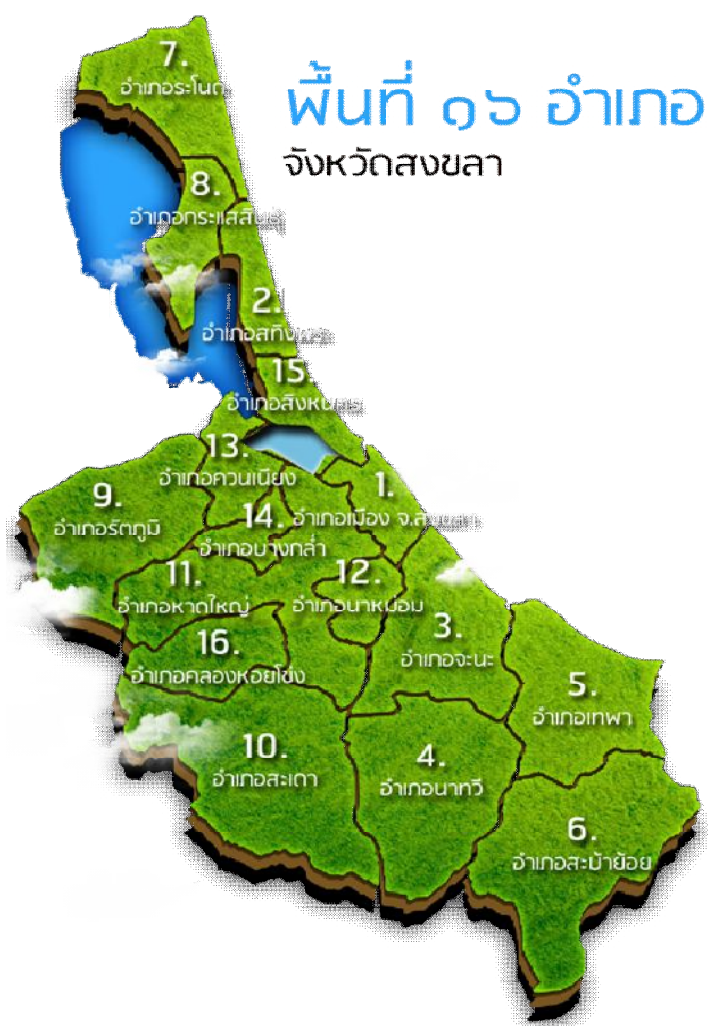 พื้นที่ ๑๖ อำเภอ
จังหวัดสงขลา
7.
อำเภอระโนด
8.
อำเภอกระแสสินธุ์
2.
อำเภอสทิงพระ
15.
อำเภอสิงหนคร
13.
อำเภอควนเนียง
1.
อำเภอเมือง จ.สงขลา
9.
อำเภอรัตภูมิ
14.
อำเภอบางกล่ำ
11.
อำเภอหาดใหญ่
12.
อำเภอนาหม่อม
3.
อำเภอจะนะ
16.
อำเภอคลองหอยโข่ง
5.
อำเภอเทพา
10.
อำเภอสะเดา
4.
อำเภอนาทวี
6.
อำเภอสะบ้าย้อย